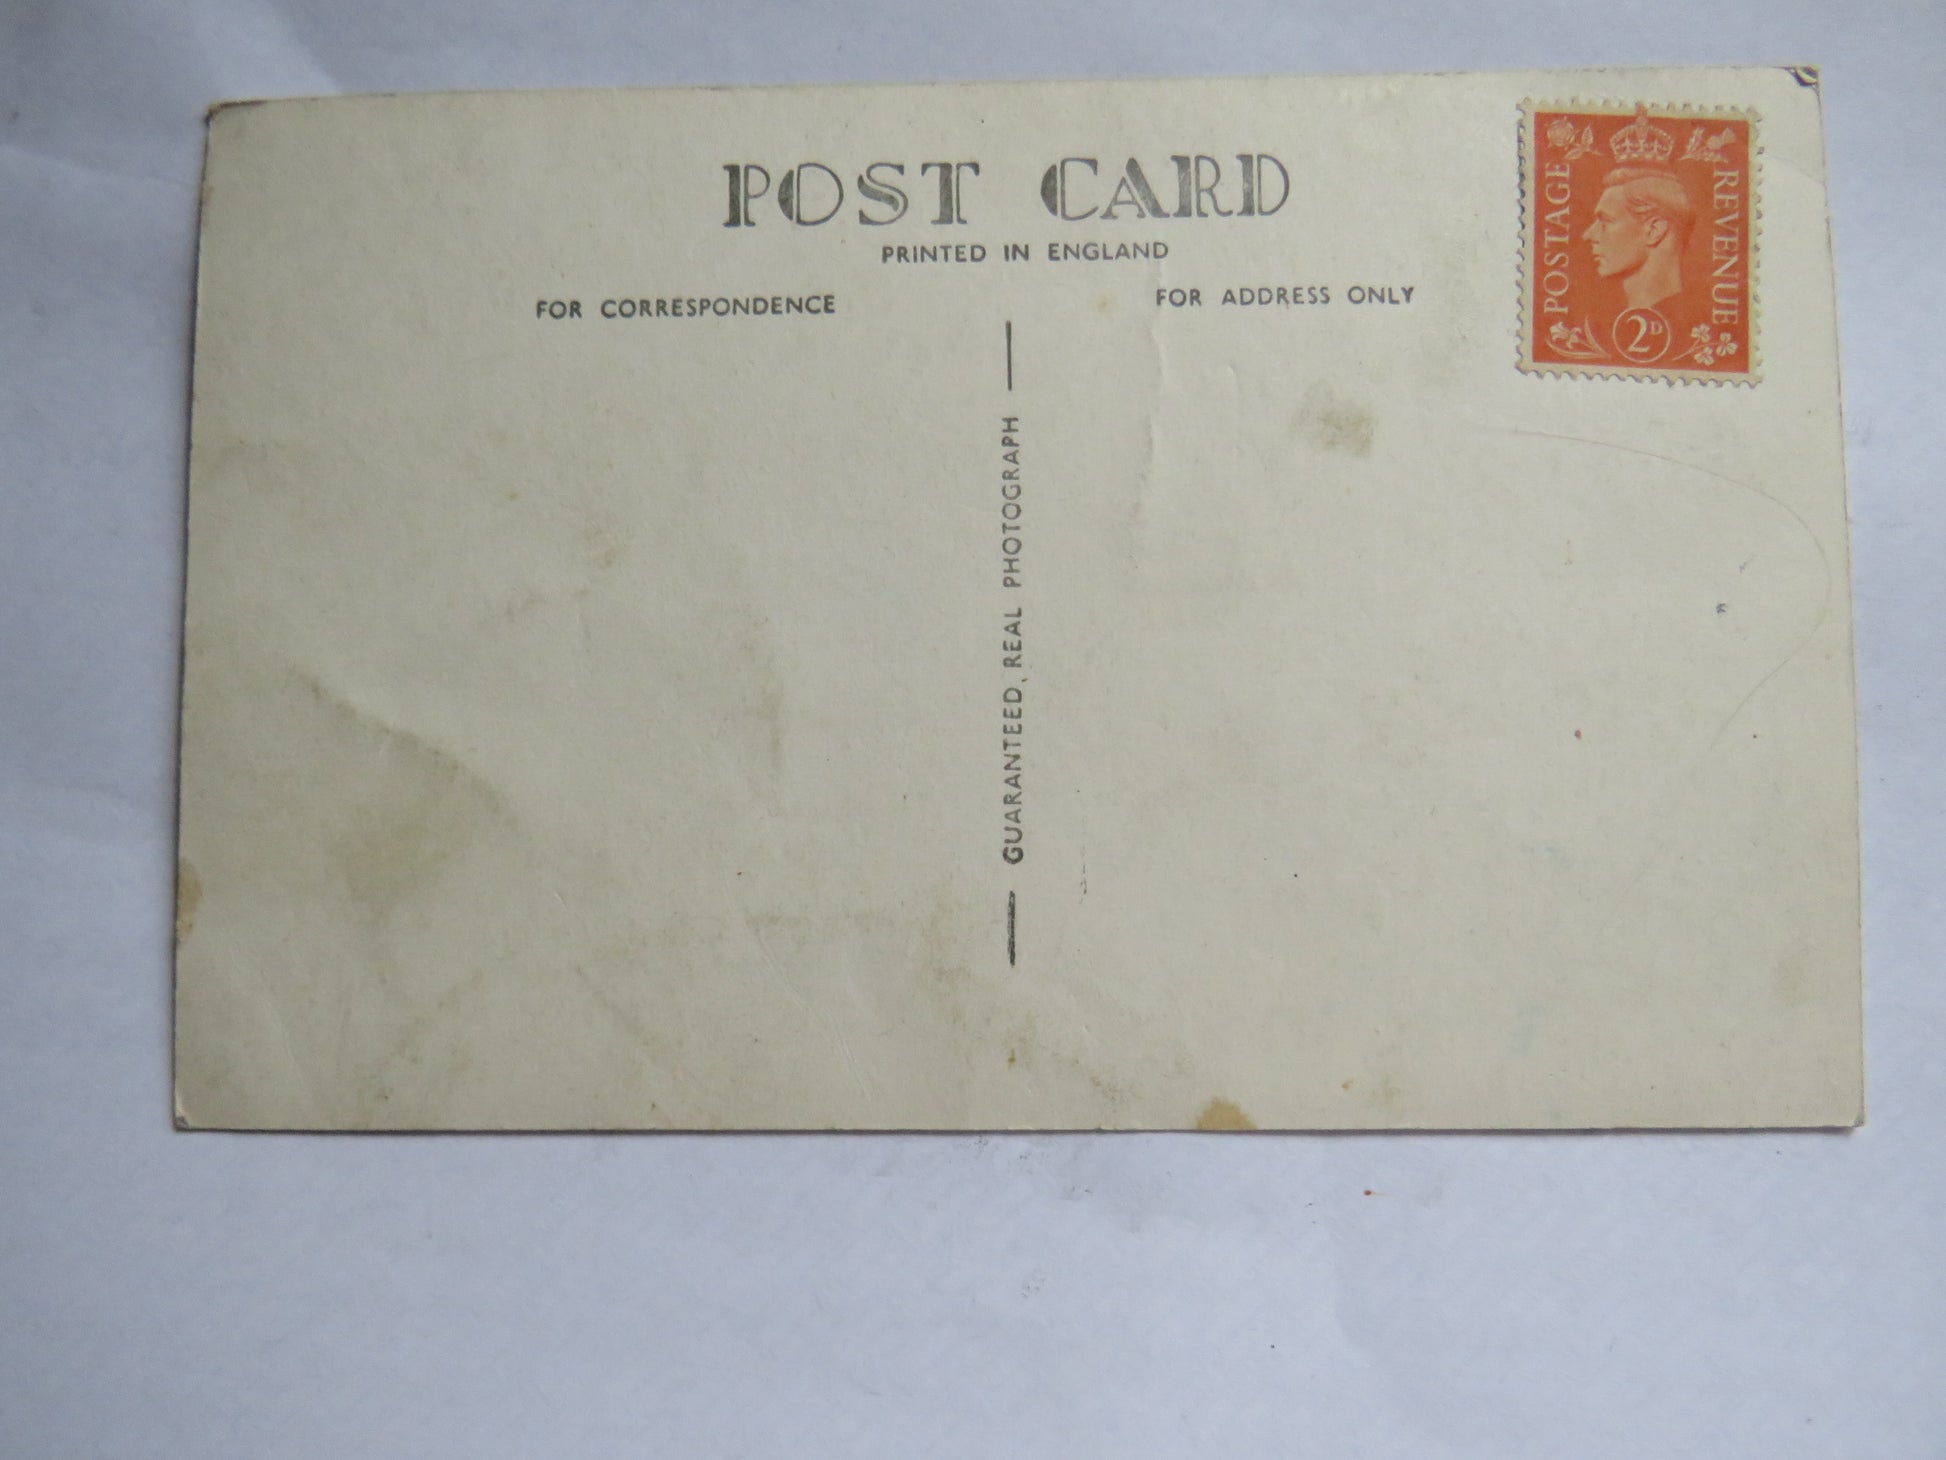 POST CARD
PRINTED IN ENGLAND
FOR CORRESPONDENCE
FOR ADDRESS ONLY
GUARANTEED, REAL PHOTOGRAPH
POSTAGE
REVENUE
2D